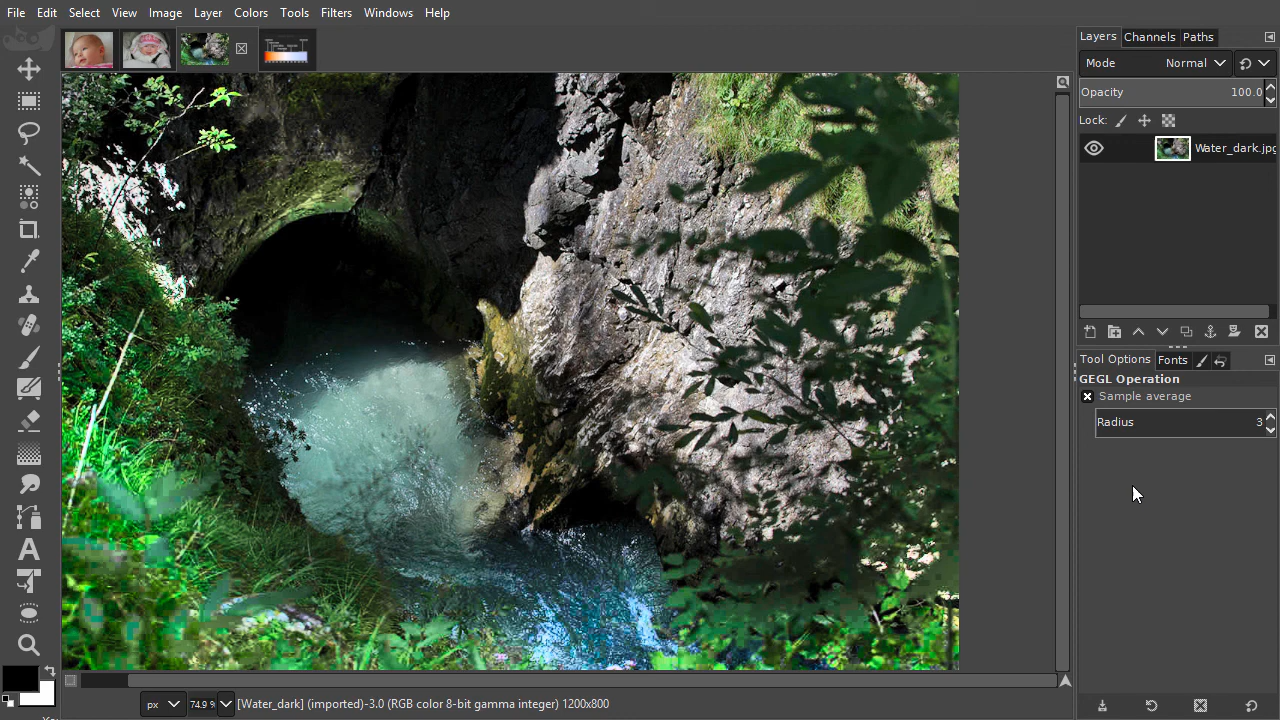 File Edit Select View Image Layer Colors Tools Filters Windows Help
Layers Channels Paths
Mode Normal
Opacity 100.0
Lock:
Water_dark.jpg
Tool Options Fonts
GEGL Operation
Sample average
Radius 3
px 74.9 % [Water_dark] (imported)-3.0 (RGB color 8-bit gamma integer) 1200x800